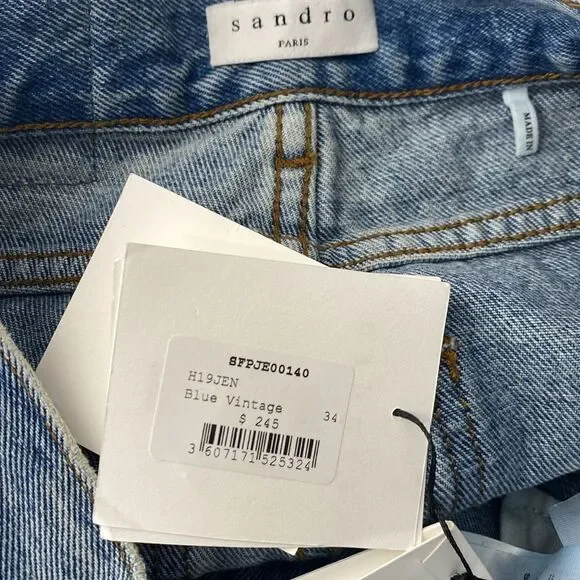 sandro
PARIS
MADE IN
SFPJE00140
H19JEN
Blue Vintage 34
$ 245
3 607171 525324